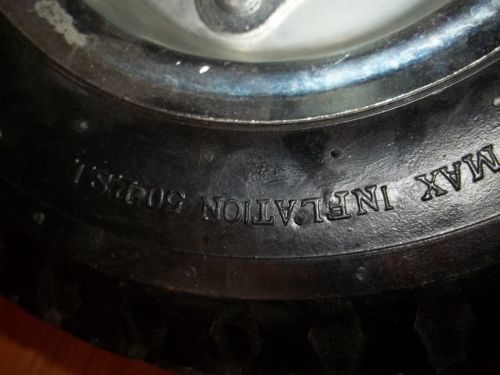 MAX INFLATION 50 P.S.I